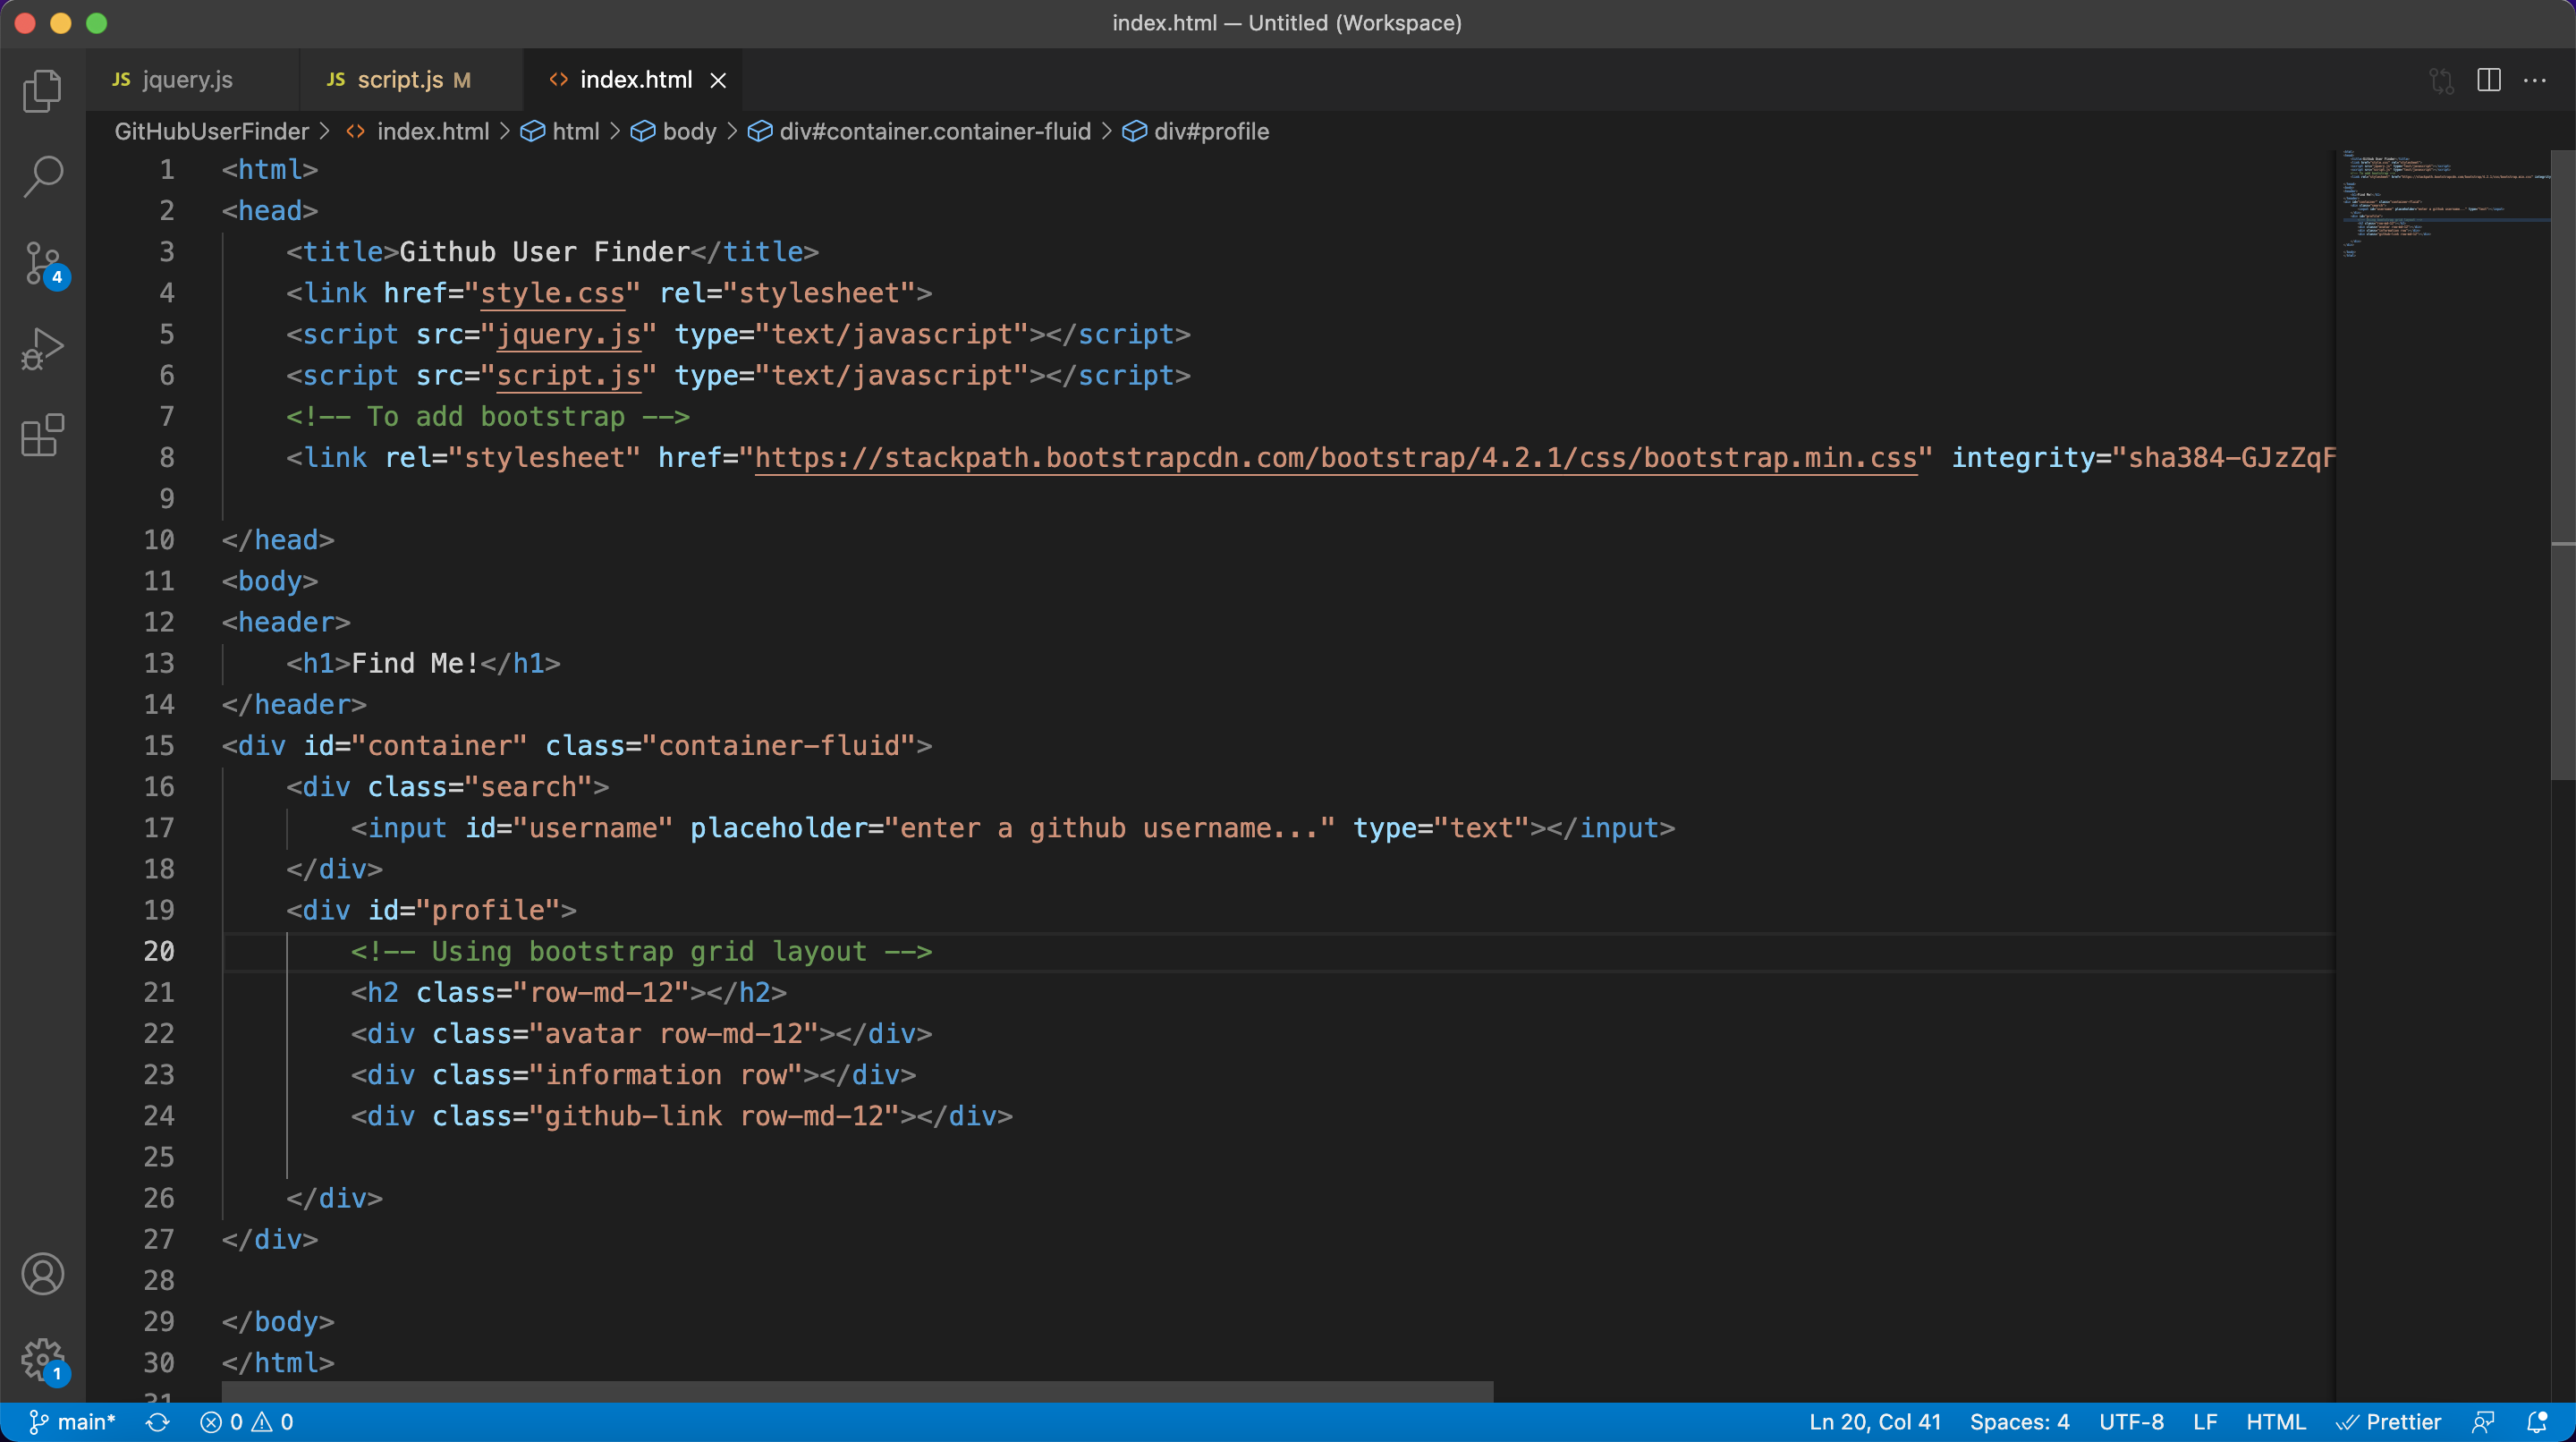 index.html — Untitled (Workspace)
JS jquery.js JS script.js M <> index.html
GitHubUserFinder > <> index.html > html > body > div#container.container-fluid > div#profile
1 <html>
2 <head>
3 <title>Github User Finder</title>
4 <link href="style.css" rel="stylesheet">
5 <script src="jquery.js" type="text/javascript"></script>
6 <script src="script.js" type="text/javascript"></script>
7 <!-- To add bootstrap -->
8 <link rel="stylesheet" href="https://stackpath.bootstrapcdn.com/bootstrap/4.2.1/css/bootstrap.min.css" integrity="sha384-GJzZqF
9
10 </head>
11 <body>
12 <header>
13 <h1>Find Me!</h1>
14 </header>
15 <div id="container" class="container-fluid">
16 <div class="search">
17 <input id="username" placeholder="enter a github username..." type="text"></input>
18 </div>
19 <div id="profile">
20 <!-- Using bootstrap grid layout -->
21 <h2 class="row-md-12"></h2>
22 <div class="avatar row-md-12"></div>
23 <div class="information row"></div>
24 <div class="github-link row-md-12"></div>
25
26 </div>
27 </div>
28
29 </body>
30 </html>
31
4
1
main* 0 0 Ln 20, Col 41 Spaces: 4 UTF-8 LF HTML Prettier